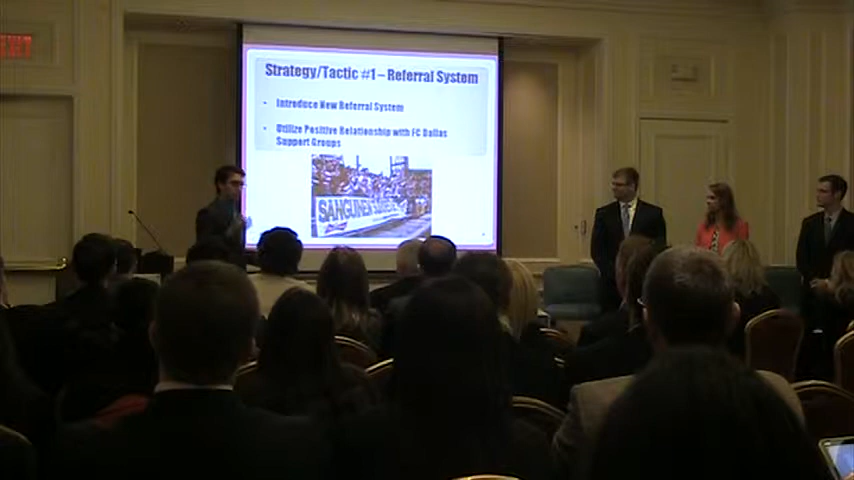 EXIT
Strategy/Tactic #1 – Referral System
• Introduce New Referral System
• Utilize Positive Relationship with FC Dallas
Support Groups